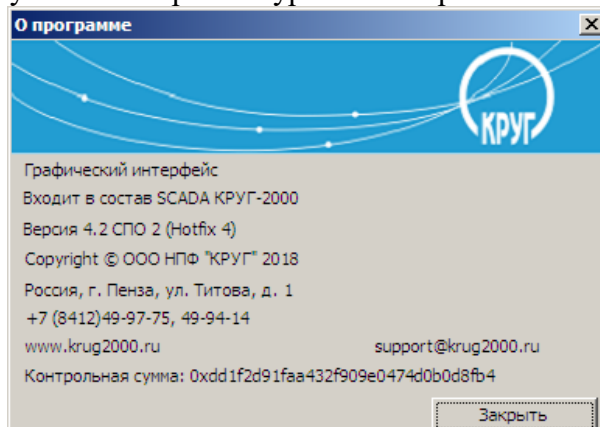 О программе
КРУГ
Графический интерфейс
Входит в состав SCADA КРУГ-2000
Версия 4.2 СПО 2 (Hotfix 4)
Copyright © ООО НПФ "КРУГ" 2018
Россия, г. Пенза, ул. Титова, д. 1
+7 (8412)49-97-75, 49-94-14
www.krug2000.ru support@krug2000.ru
Контрольная сумма: 0xdd1f2d91faa432f909e0474d0b0d8fb4
Закрыть